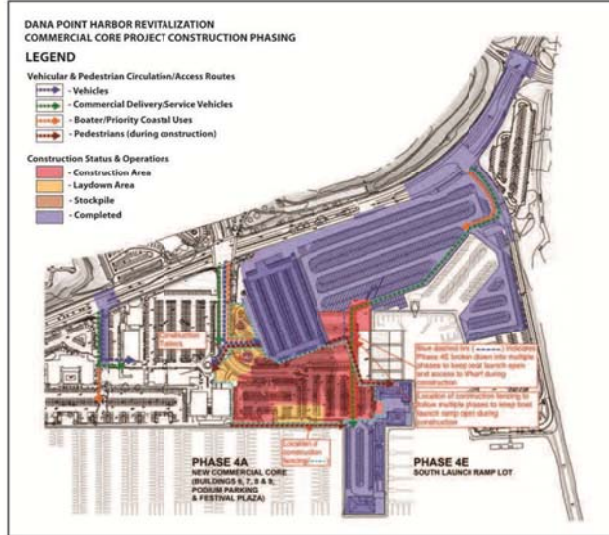 DANA POINT HARBOR REVITALIZATION
COMMERCIAL CORE PROJECT CONSTRUCTION PHASING
LEGEND
Vehicular & Pedestrian Circulation/Access Routes
- Vehicles
- Commercial Delivery/Service Vehicles
- Boater/Priority Coastal Uses
- Pedestrians (during construction)
Construction Status & Operations
- Construction Area
- Laydown Area
- Stockpile
- Completed
Construction
Trailers
Blue dashed line ( ) indicates
Phase 4E broken down into multiple
phases to keep boat launch open
and access to wharf during
construction
Location of construction fencing to
follow multiple phases to keep boat
launch ramp open during
construction
Location of
construction
fencing
PHASE 4A
NEW COMMERCIAL CORE
(BUILDINGS 6, 7, 8 & 9;
PODIUM PARKING
& FESTIVAL PLAZA)
PHASE 4E
SOUTH LAUNCH RAMP LOT